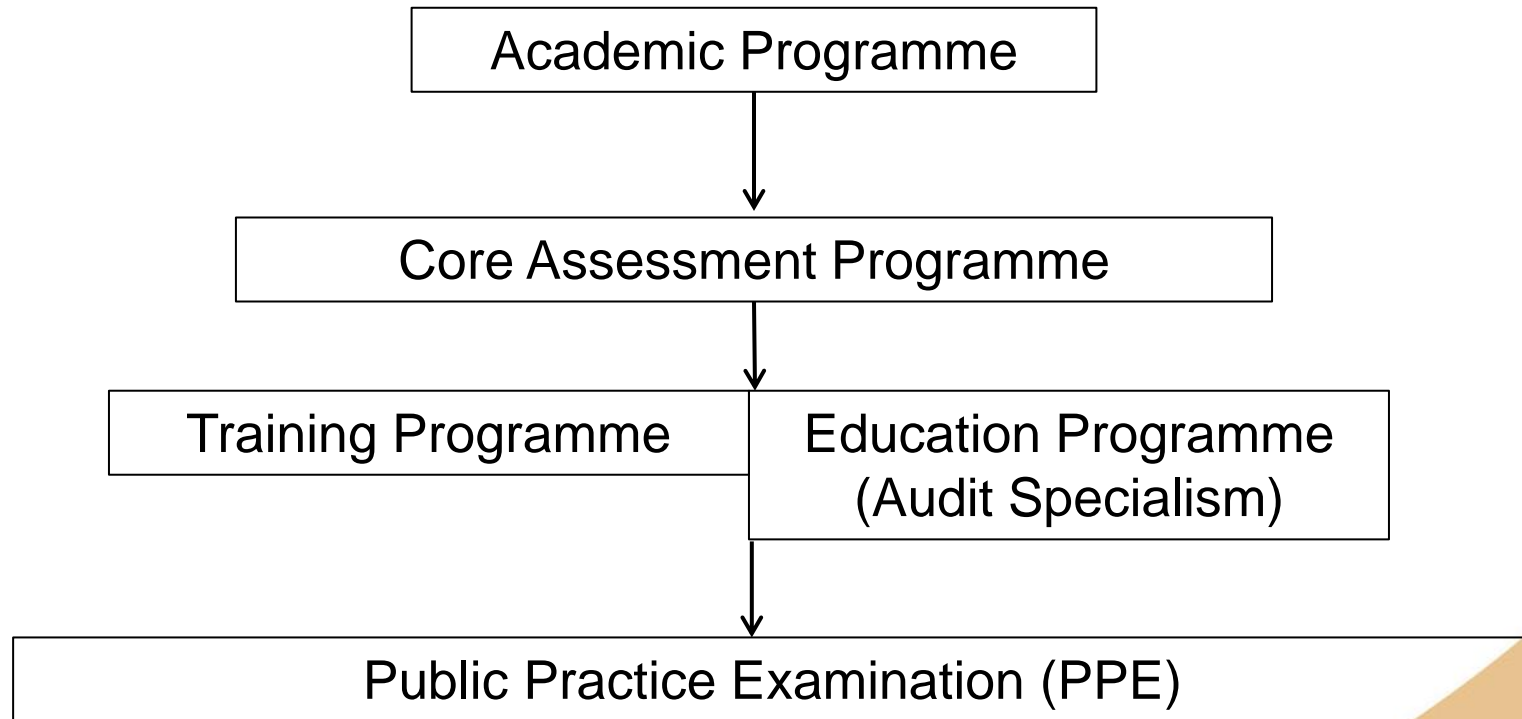 Academic Programme
Core Assessment Programme
Training Programme
Education Programme
(Audit Specialism)
Public Practice Examination (PPE)